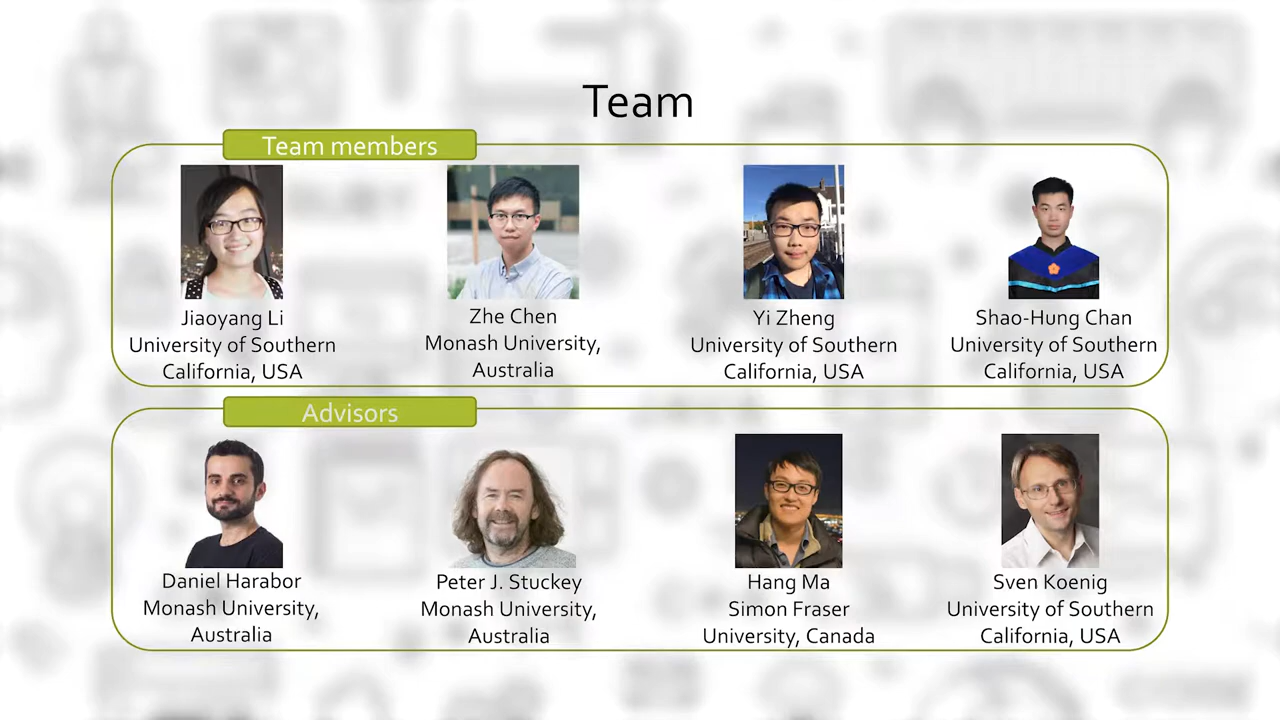 Team
Team members
Jiaoyang Li
University of Southern
California, USA
Zhe Chen
Monash University,
Australia
Yi Zheng
University of Southern
California, USA
Shao-Hung Chan
University of Southern
California, USA
Advisors
Daniel Harabor
Monash University,
Australia
Peter J. Stuckey
Monash University,
Australia
Hang Ma
Simon Fraser
University, Canada
Sven Koenig
University of Southern
California, USA